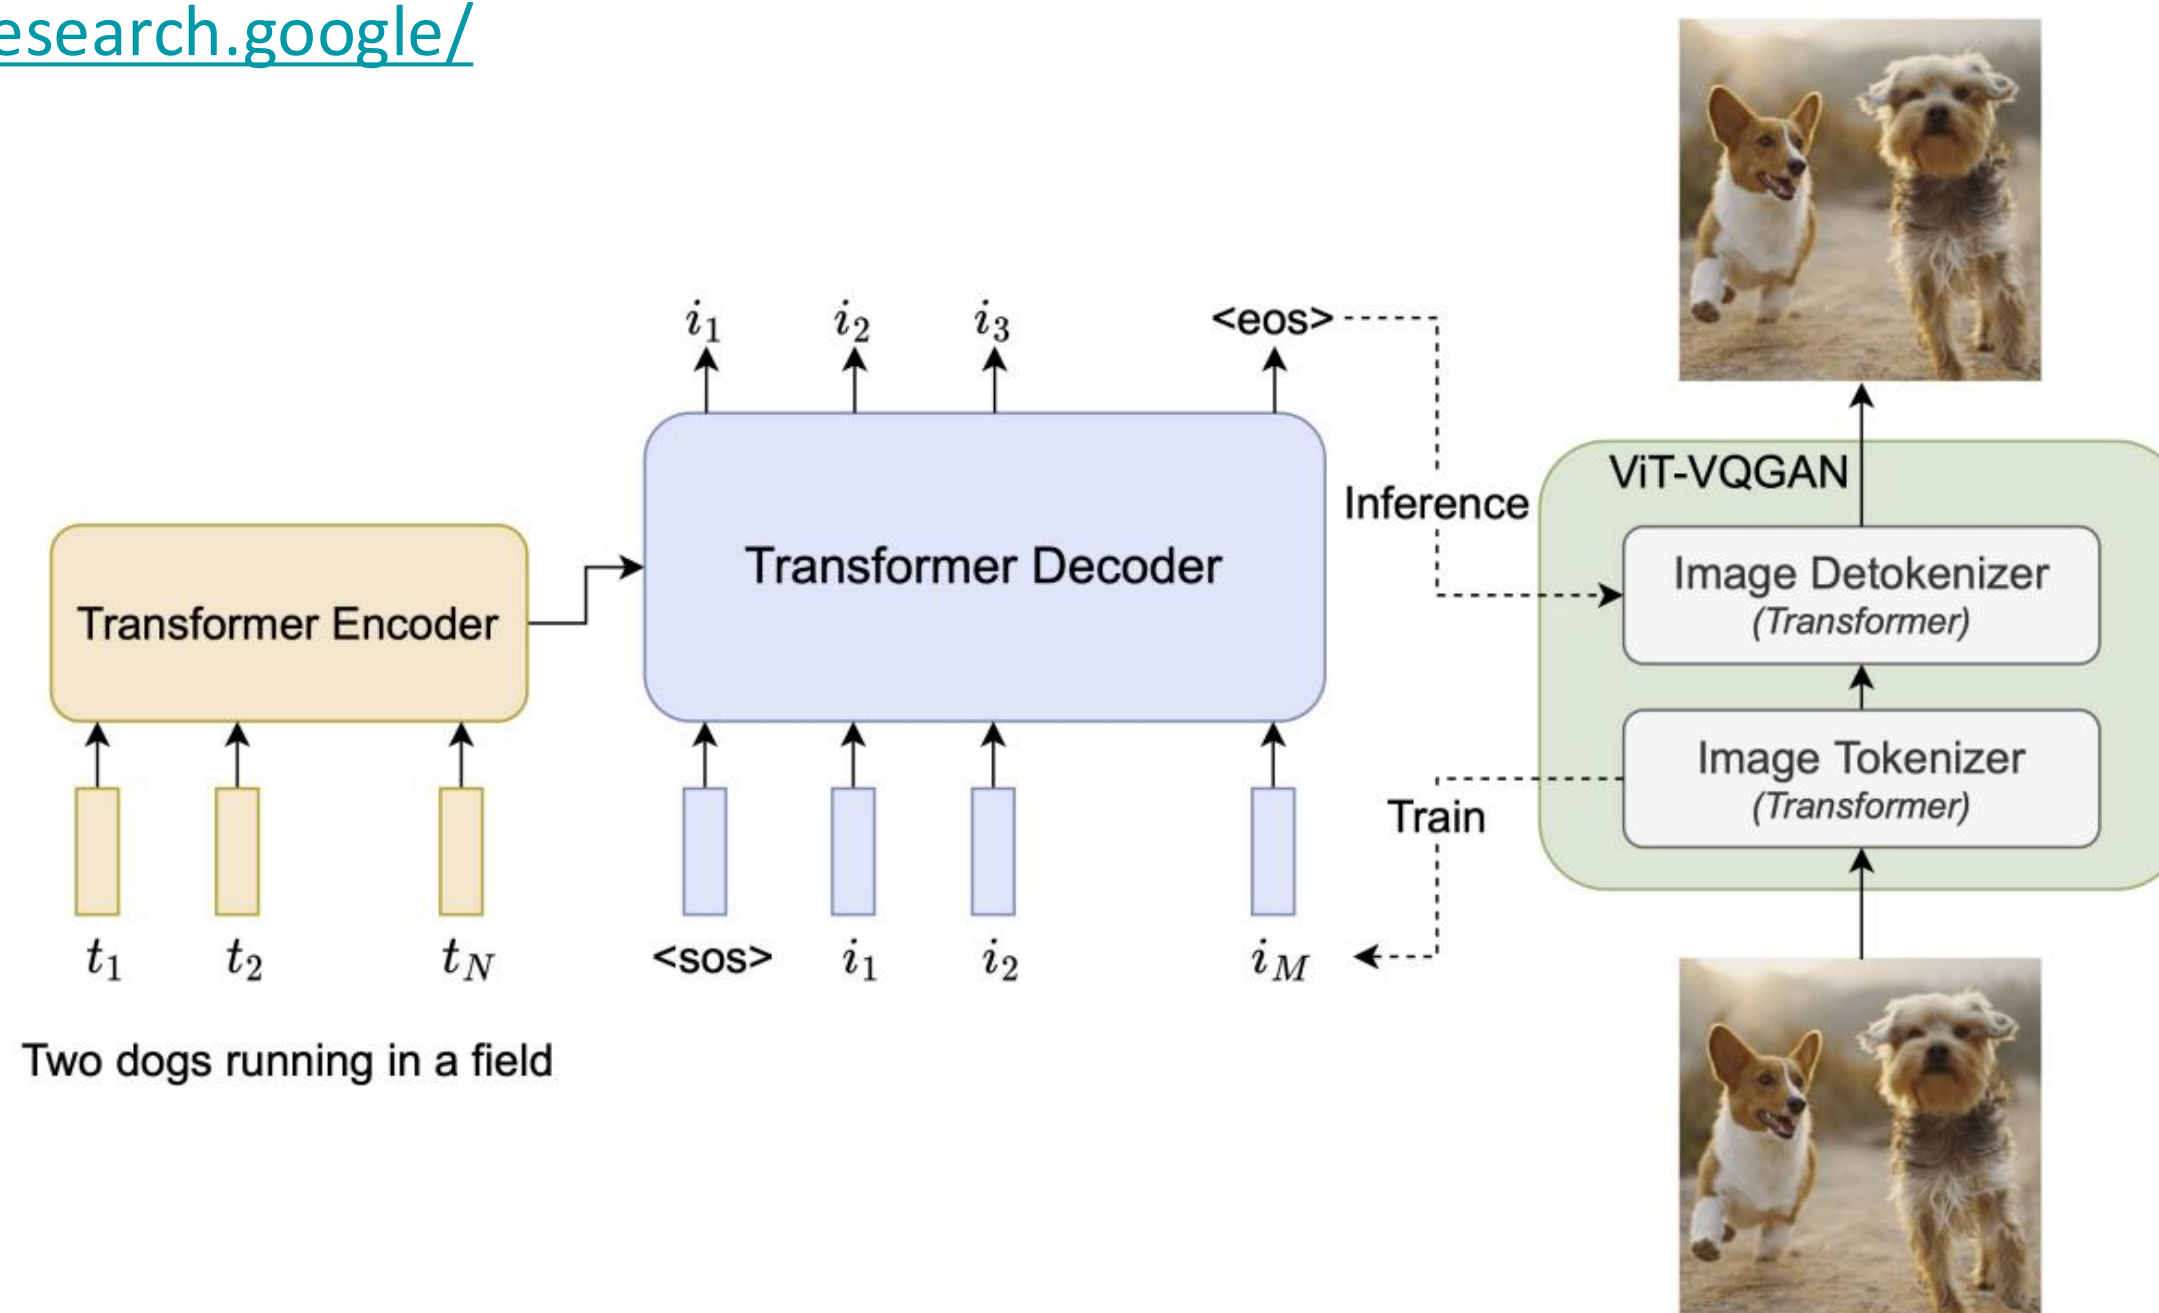 esearch.google/
i1 i2 i3 <eos>
ViT-VQGAN
Inference
Transformer Decoder
Image Detokenizer
(Transformer)
Transformer Encoder
Image Tokenizer
(Transformer)
Train
t1 t2 tN <sos> i1 i2 iM
Two dogs running in a field